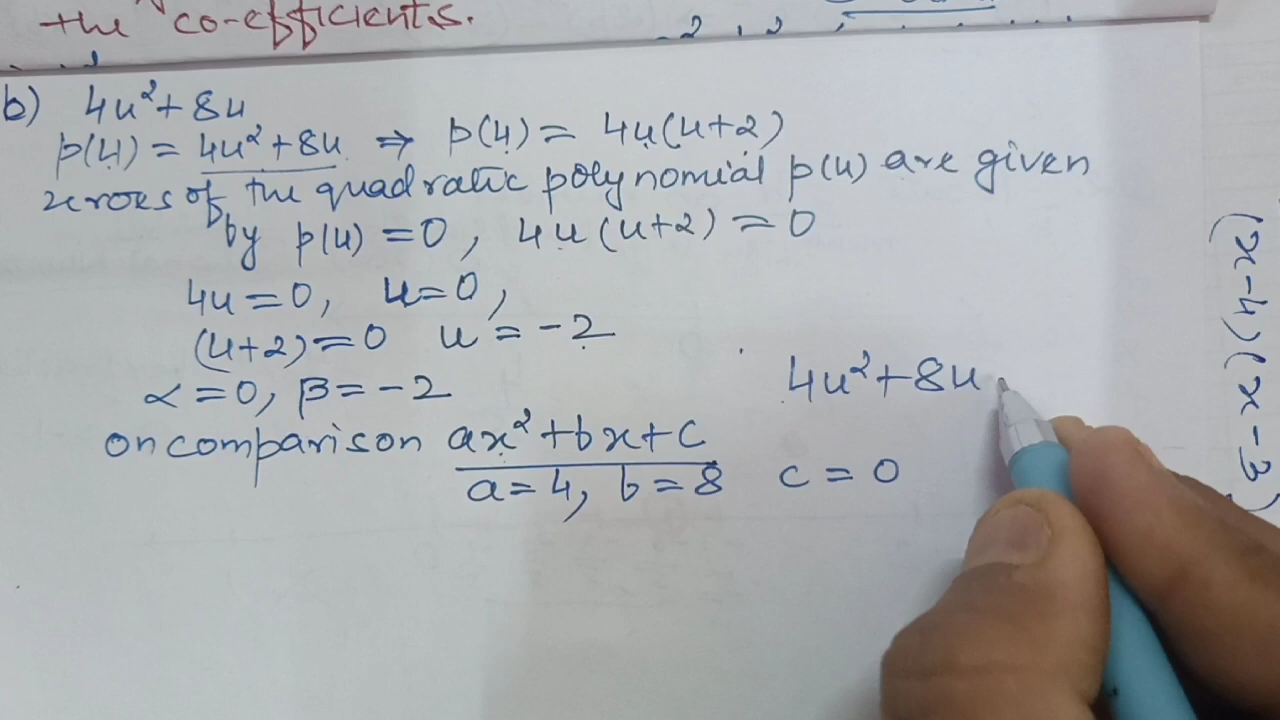 the co-efficients.
-2, 2,
b) 4u²+8u
p(u) = 4u²+8u ⇒ p(u) = 4u(u+2)
zeroes of the quadratic polynomial p(u) are given
by p(u) = 0, 4u(u+2) = 0
4u = 0, u=0,
(u+2)=0 u = -2
α = 0, β = -2
4u²+8u
on comparison ax²+bx+c
a=4, b=8 c = 0
(x-4)(x-3)